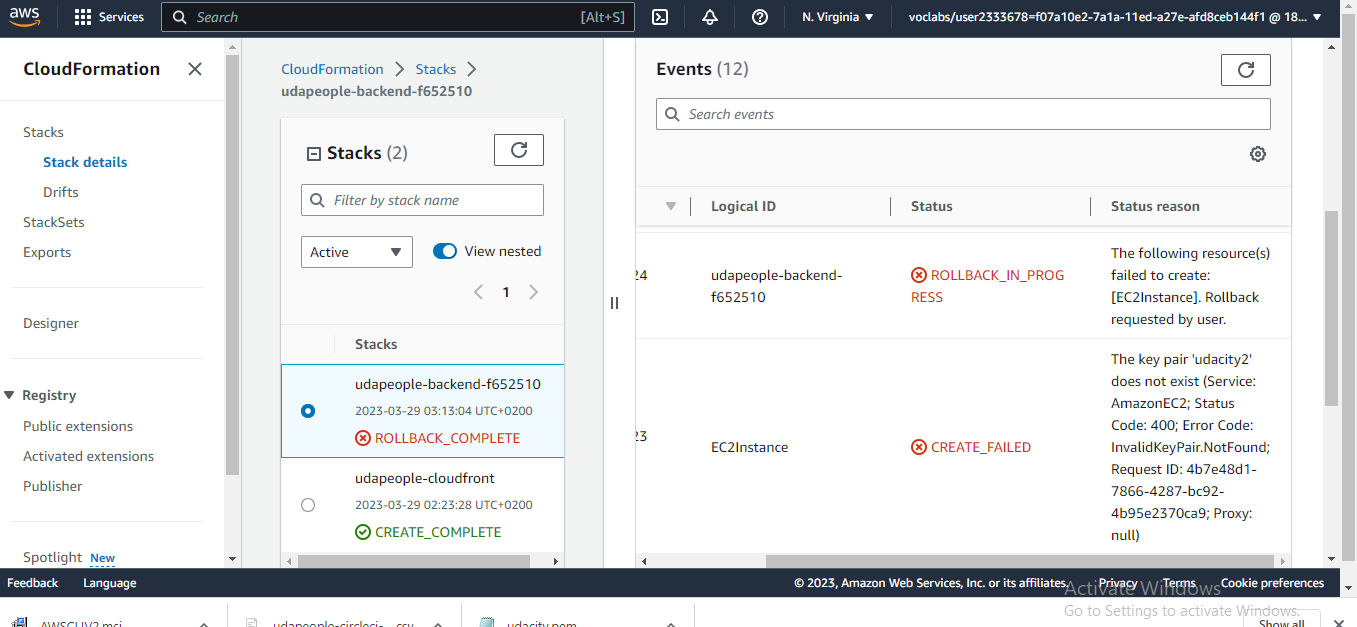 aws
Services
Search
[Alt+S]
N. Virginia
voclabs/user2333678=f07a10e2-7a1a-11ed-a27e-afd8ceb144f1 @ 18...
CloudFormation
Stacks
Stack details
Drifts
StackSets
Exports
Designer
Registry
Public extensions
Activated extensions
Publisher
Spotlight New
CloudFormation
Stacks
udapeople-backend-f652510
Stacks (2)
Filter by stack name
Active
View nested
1
Stacks
udapeople-backend-f652510
2023-03-29 03:13:04 UTC+0200
ROLLBACK_COMPLETE
udapeople-cloudfront
2023-03-29 02:23:28 UTC+0200
CREATE_COMPLETE
Events (12)
Search events
Logical ID
Status
Status reason
24
udapeople-backend-
f652510
ROLLBACK_IN_PROG
RESS
The following resource(s)
failed to create:
[EC2Instance]. Rollback
requested by user.
23
EC2Instance
CREATE_FAILED
The key pair 'udacity2'
does not exist (Service:
AmazonEC2; Status
Code: 400; Error Code:
InvalidKeyPair.NotFound;
Request ID: 4b7e48d1-
7866-4287-bc92-
4b95e2370ca9; Proxy:
null)
Feedback
Language
© 2023, Amazon Web Services, Inc. or its affiliates.
Privacy
Terms
Cookie preferences
Activate Windows
Go to Settings to activate Windows.
AWSCLIV2.msi
udapeople-circleci-....csv
udacity.pem
Show all